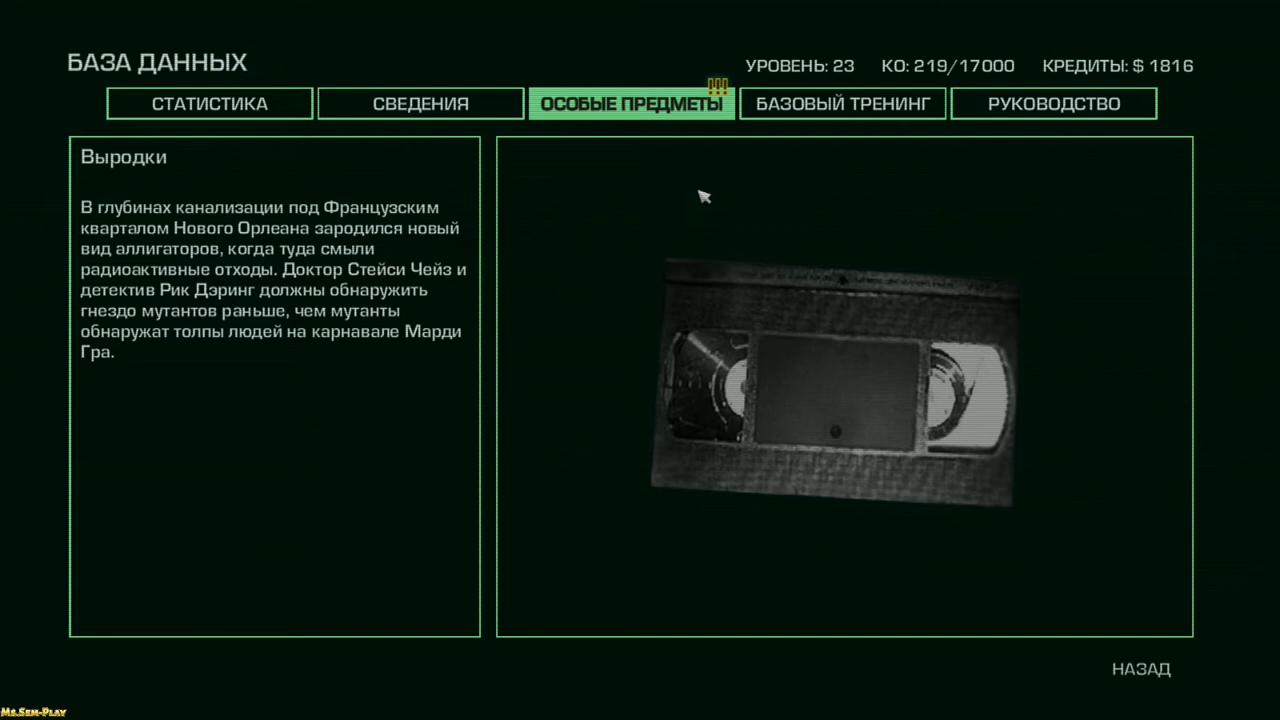 БАЗА ДАННЫХ
УРОВЕНЬ: 23 КО: 219/17000 КРЕДИТЫ: $ 1816
!!!
СТАТИСТИКА СВЕДЕНИЯ ОСОБЫЕ ПРЕДМЕТЫ БАЗОВЫЙ ТРЕНИНГ РУКОВОДСТВО
Выродки
В глубинах канализации под Французским
кварталом Нового Орлеана зародился новый
вид аллигаторов, когда туда смыли
радиоактивные отходы. Доктор Стейси Чейз и
детектив Рик Дэринг должны обнаружить
гнездо мутантов раньше, чем мутанты
обнаружат толпы людей на карнавале Марди
Гра.
НАЗАД
Ms.Sem-Play